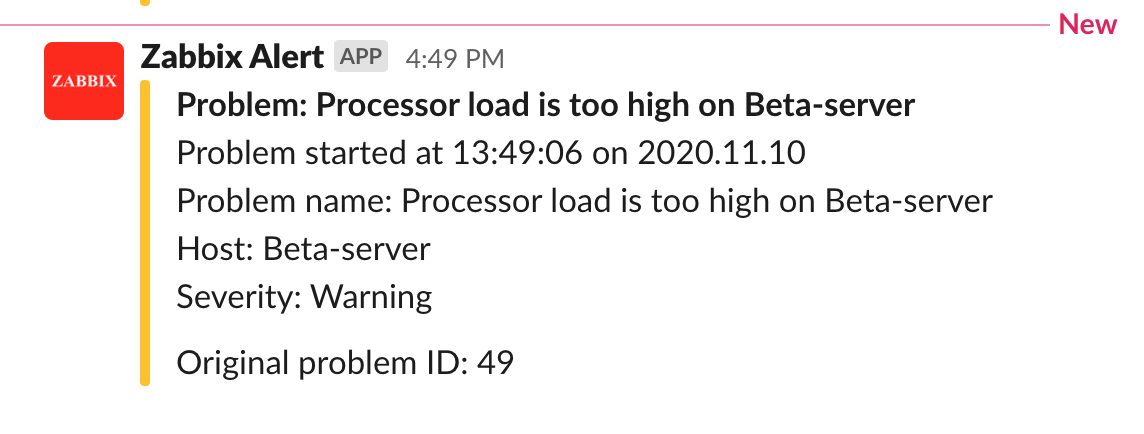 New
ZABBIX
Zabbix Alert APP 4:49 PM
Problem: Processor load is too high on Beta-server
Problem started at 13:49:06 on 2020.11.10
Problem name: Processor load is too high on Beta-server
Host: Beta-server
Severity: Warning
Original problem ID: 49